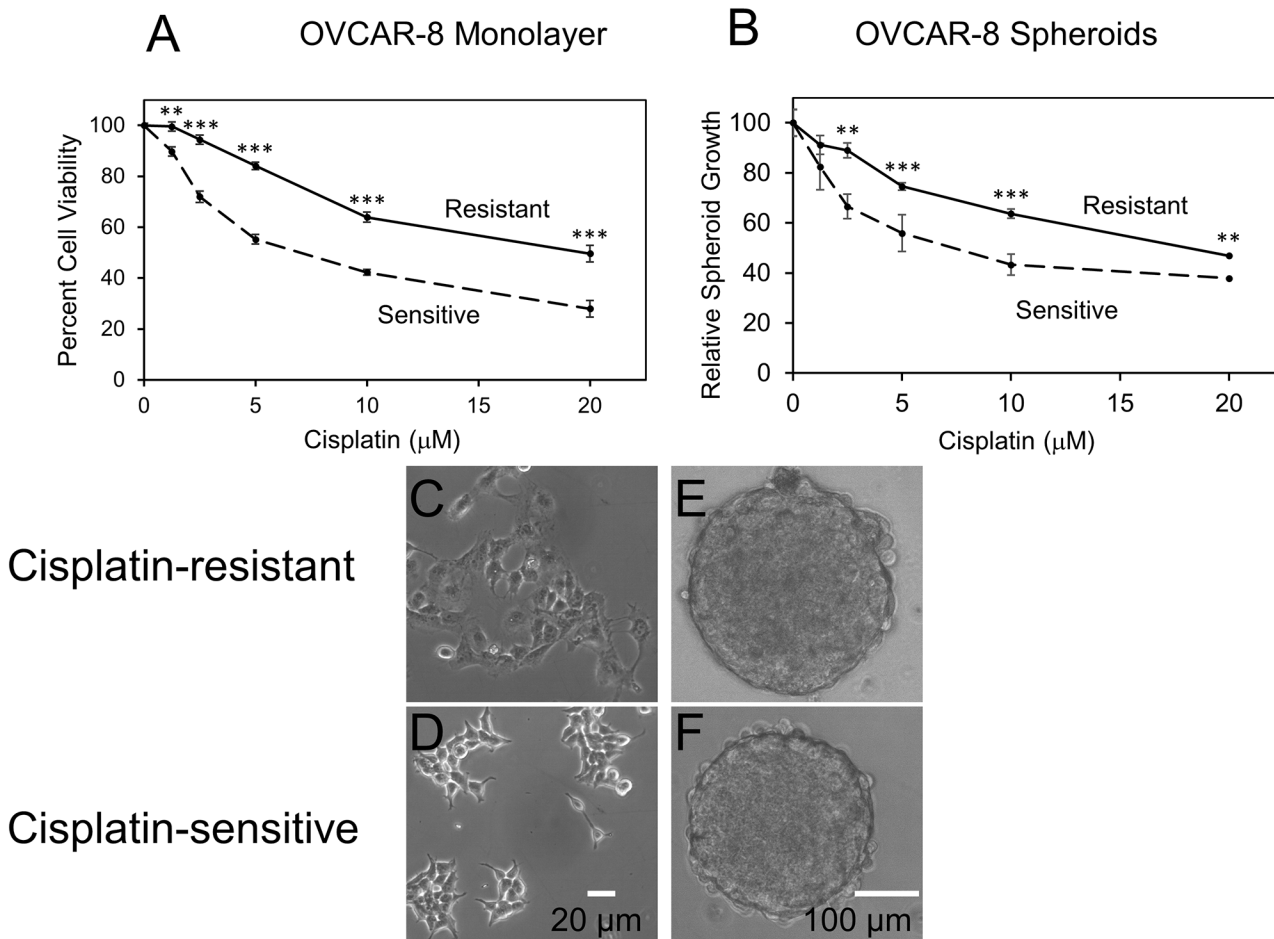 A
OVCAR-8 Monolayer
B
OVCAR-8 Spheroids
Percent Cell Viability
100
80
60
40
20
0
**
***
***
***
***
Resistant
Sensitive
0
5
10
15
20
Cisplatin (μM)
Relative Spheroid Growth
100
80
60
40
20
0
**
***
***
**
Resistant
Sensitive
0
5
10
15
20
Cisplatin (μM)
Cisplatin-resistant
C
E
Cisplatin-sensitive
D
20 μm
F
100 μm